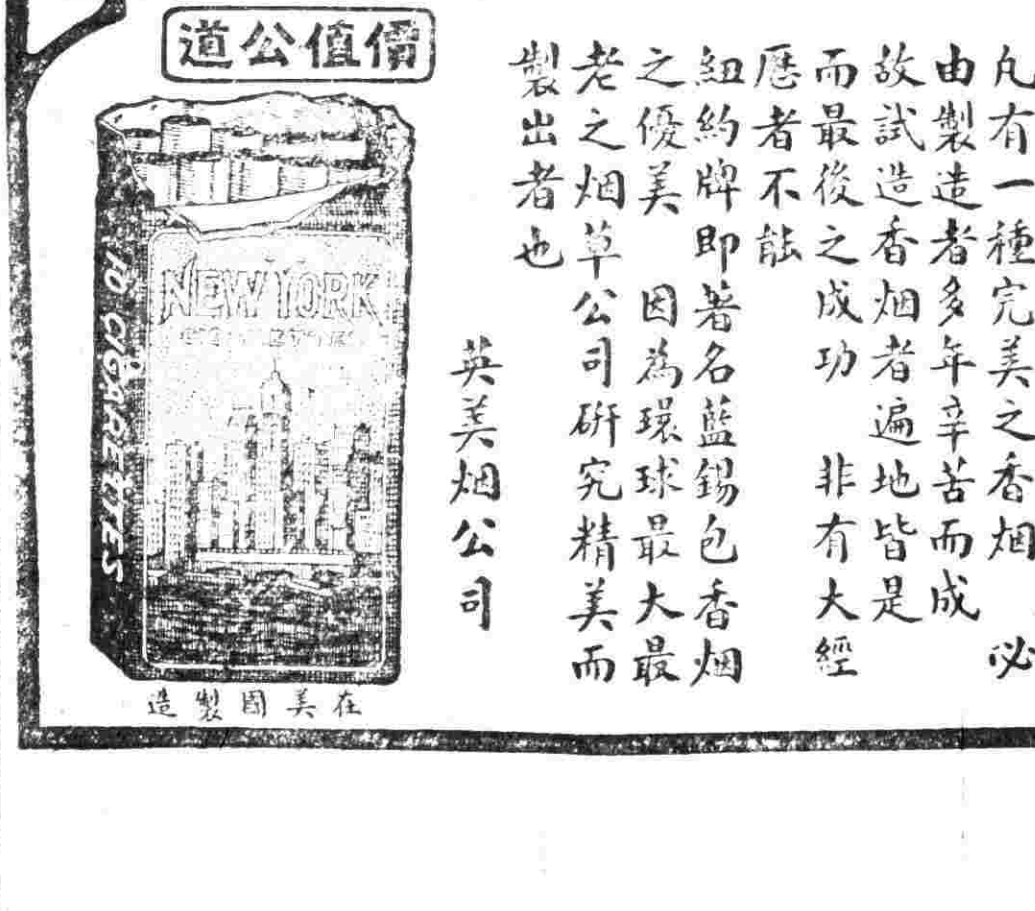 凡有一種完美之香烟　必
由製造者多年辛苦而成
故試造香烟者遍地皆是
而最後之成功　非有大經
歷者不能
紐約牌即著名藍錫包香烟
之優美　因為環球最大最
老之烟草公司研究精美而
製出者也
英美烟公司
價值公道
NEW YORK
CIGARETTES
10 CIGARETTES
在美國製造